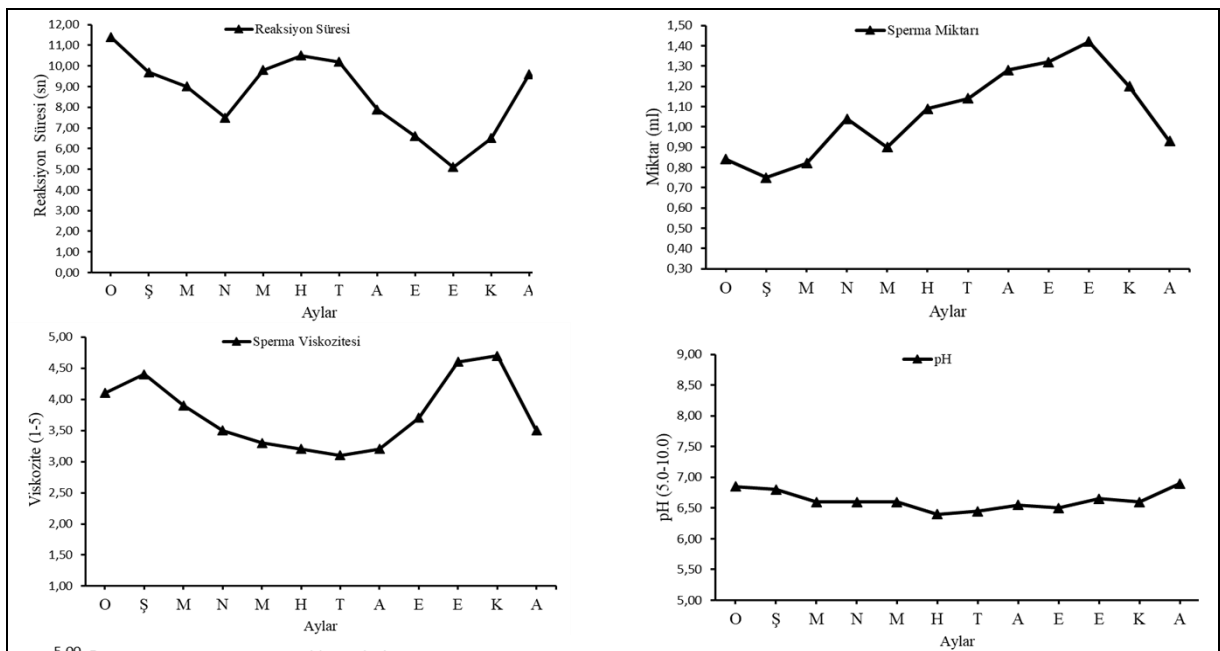 Reaksiyon Süresi
Reaksiyon Süresi (sn)
12,00
11,00
10,00
9,00
8,00
7,00
6,00
5,00
4,00
3,00
2,00
1,00
0,00
O Ş M N M H T A E E K A
Aylar
Sperma Miktarı
Miktar (ml)
1,50
1,40
1,30
1,20
1,10
1,00
0,90
0,80
0,70
0,60
0,50
0,40
0,30
O Ş M N M H T A E E K A
Aylar
Sperma Viskozitesi
Viskozite (1-5)
5,00
4,50
4,00
3,50
3,00
2,50
2,00
1,50
1,00
O Ş M N M H T A E E K A
Aylar
pH
pH (5.0-10.0)
9,00
8,50
8,00
7,50
7,00
6,50
6,00
5,50
5,00
O Ş M N M H T A E E K A
Aylar
5,00